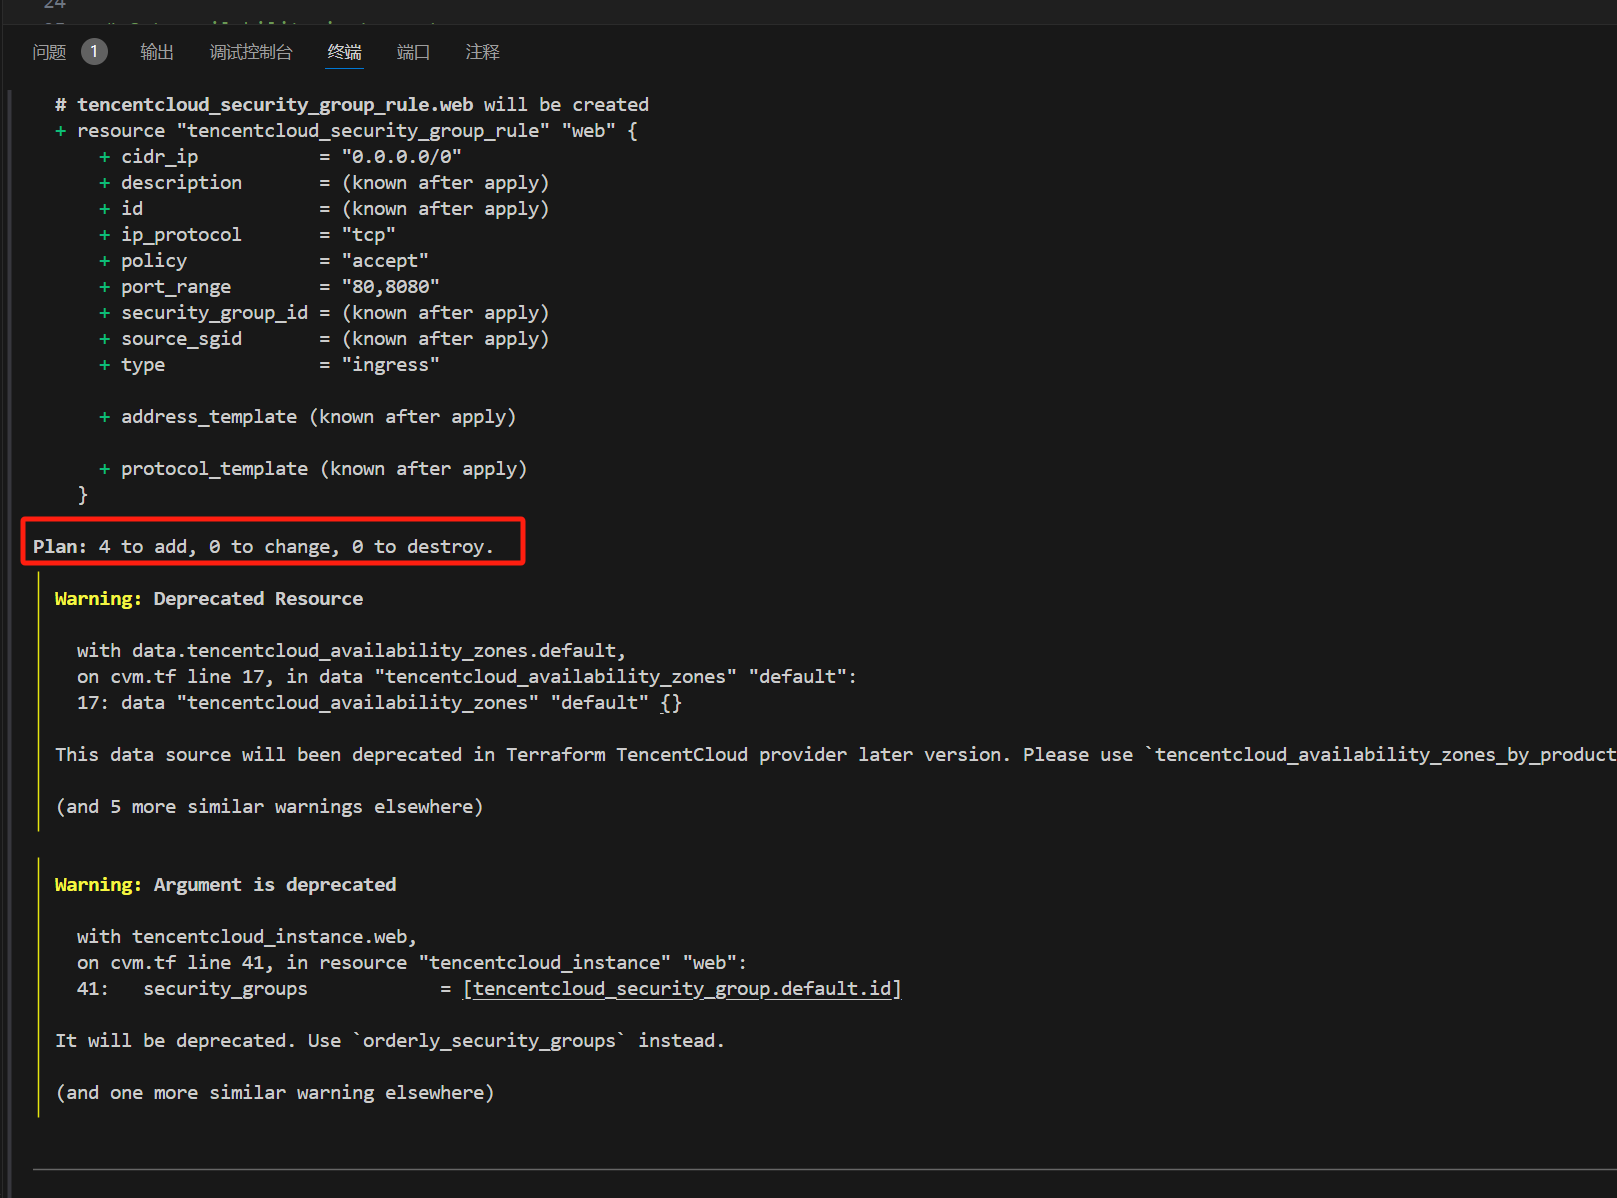 24
问题 1 输出 调试控制台 终端 端口 注释
# tencentcloud_security_group_rule.web will be created
+ resource "tencentcloud_security_group_rule" "web" {
+ cidr_ip = "0.0.0.0/0"
+ description = (known after apply)
+ id = (known after apply)
+ ip_protocol = "tcp"
+ policy = "accept"
+ port_range = "80,8080"
+ security_group_id = (known after apply)
+ source_sgid = (known after apply)
+ type = "ingress"
+ address_template (known after apply)
+ protocol_template (known after apply)
}
Plan: 4 to add, 0 to change, 0 to destroy.
Warning: Deprecated Resource
with data.tencentcloud_availability_zones.default,
on cvm.tf line 17, in data "tencentcloud_availability_zones" "default":
17: data "tencentcloud_availability_zones" "default" {}
This data source will been deprecated in Terraform TencentCloud provider later version. Please use `tencentcloud_availability_zones_by_product
(and 5 more similar warnings elsewhere)
Warning: Argument is deprecated
with tencentcloud_instance.web,
on cvm.tf line 41, in resource "tencentcloud_instance" "web":
41: security_groups = [tencentcloud_security_group.default.id]
It will be deprecated. Use `orderly_security_groups` instead.
(and one more similar warning elsewhere)